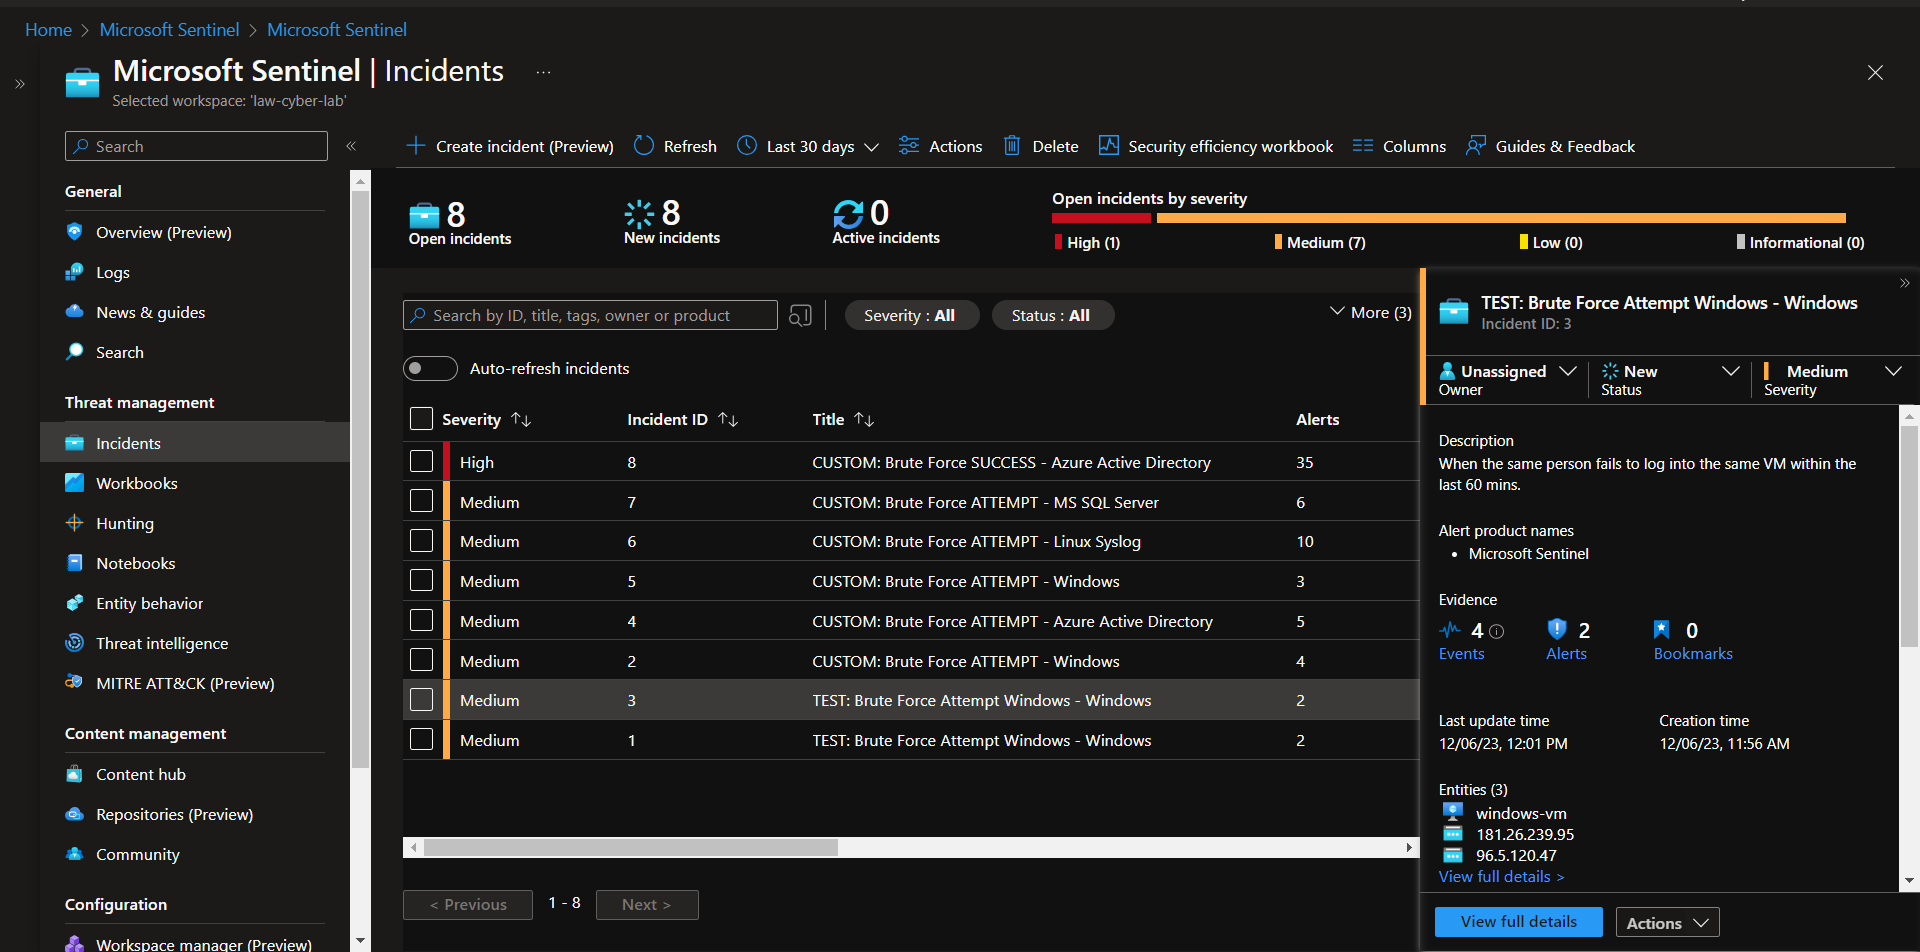 Home > Microsoft Sentinel > Microsoft Sentinel
Microsoft Sentinel | Incidents ...
Selected workspace: 'law-cyber-lab'
Search
General
Overview (Preview)
Logs
News & guides
Search
Threat management
Incidents
Workbooks
Hunting
Notebooks
Entity behavior
Threat intelligence
MITRE ATT&CK (Preview)
Content management
Content hub
Repositories (Preview)
Community
Configuration
Workspace manager (Preview)
Create incident (Preview) Refresh Last 30 days Actions Delete Security efficiency workbook Columns Guides & Feedback
8
Open incidents
8
New incidents
0
Active incidents
Open incidents by severity
High (1) Medium (7) Low (0) Informational (0)
Search by ID, title, tags, owner or product
Severity : All
Status : All
More (3)
Auto-refresh incidents
Severity Incident ID Title Alerts
High 8 CUSTOM: Brute Force SUCCESS - Azure Active Directory 35
Medium 7 CUSTOM: Brute Force ATTEMPT - MS SQL Server 6
Medium 6 CUSTOM: Brute Force ATTEMPT - Linux Syslog 10
Medium 5 CUSTOM: Brute Force ATTEMPT - Windows 3
Medium 4 CUSTOM: Brute Force ATTEMPT - Azure Active Directory 5
Medium 2 CUSTOM: Brute Force ATTEMPT - Windows 4
Medium 3 TEST: Brute Force Attempt Windows - Windows 2
Medium 1 TEST: Brute Force Attempt Windows - Windows 2
< Previous 1 - 8 Next >
TEST: Brute Force Attempt Windows - Windows
Incident ID: 3
Unassigned
Owner
New
Status
Medium
Severity
Description
When the same person fails to log into the same VM within the
last 60 mins.
Alert product names
• Microsoft Sentinel
Evidence
4
Events
2
Alerts
0
Bookmarks
Last update time
12/06/23, 12:01 PM
Creation time
12/06/23, 11:56 AM
Entities (3)
windows-vm
181.26.239.95
96.5.120.47
View full details >
View full details
Actions